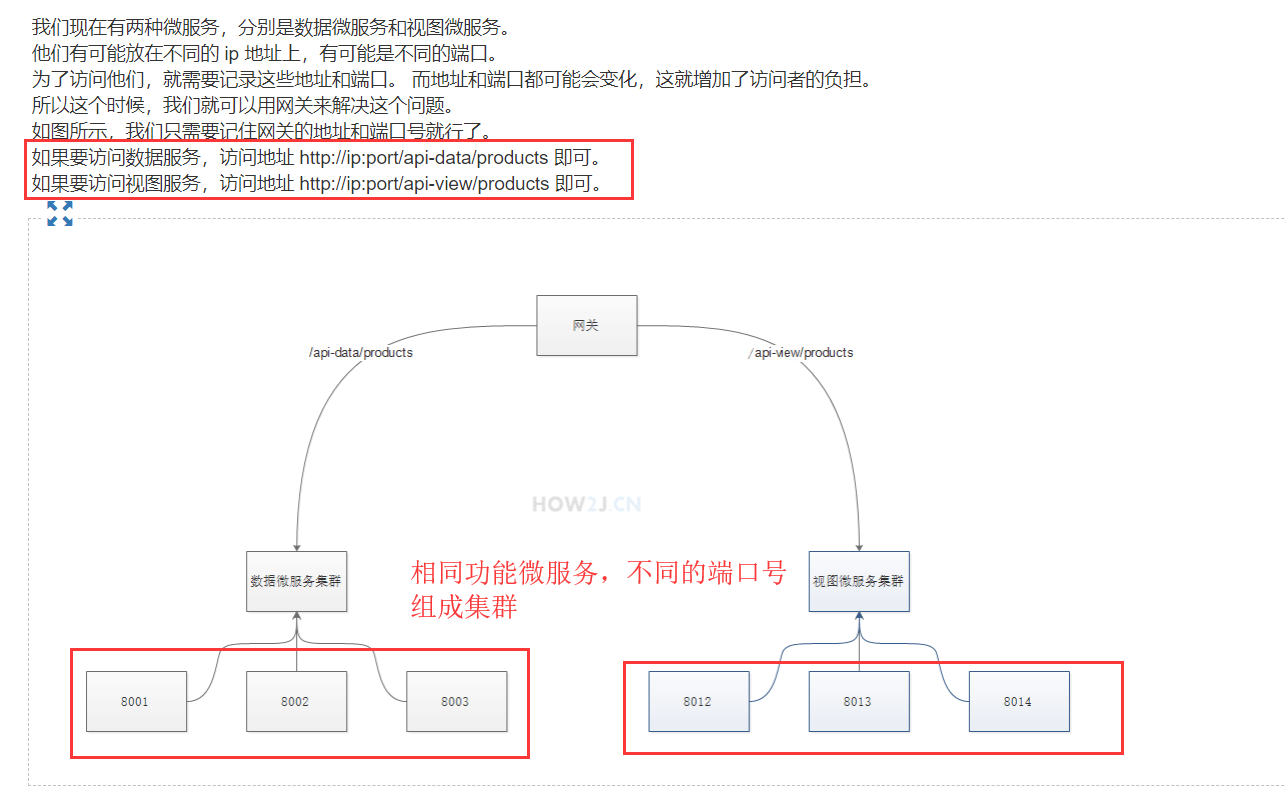 我们现在有两种微服务，分别是数据微服务和视图微服务。
他们有可能放在不同的 ip 地址上，有可能是不同的端口。
为了访问他们，就需要记录这些地址和端口。 而地址和端口都可能会变化，这就增加了访问者的负担。
所以这个时候，我们就可以用网关来解决这个问题。
如图所示，我们只需要记住网关的地址和端口号就行了。
如果要访问数据服务，访问地址 http://ip:port/api-data/products 即可。
如果要访问视图服务，访问地址 http://ip:port/api-view/products 即可。
网关
/api-data/products
/api-view/products
HOW2J.CN
数据微服务集群
相同功能微服务，不同的端口号
组成集群
视图微服务集群
8001
8002
8003
8012
8013
8014